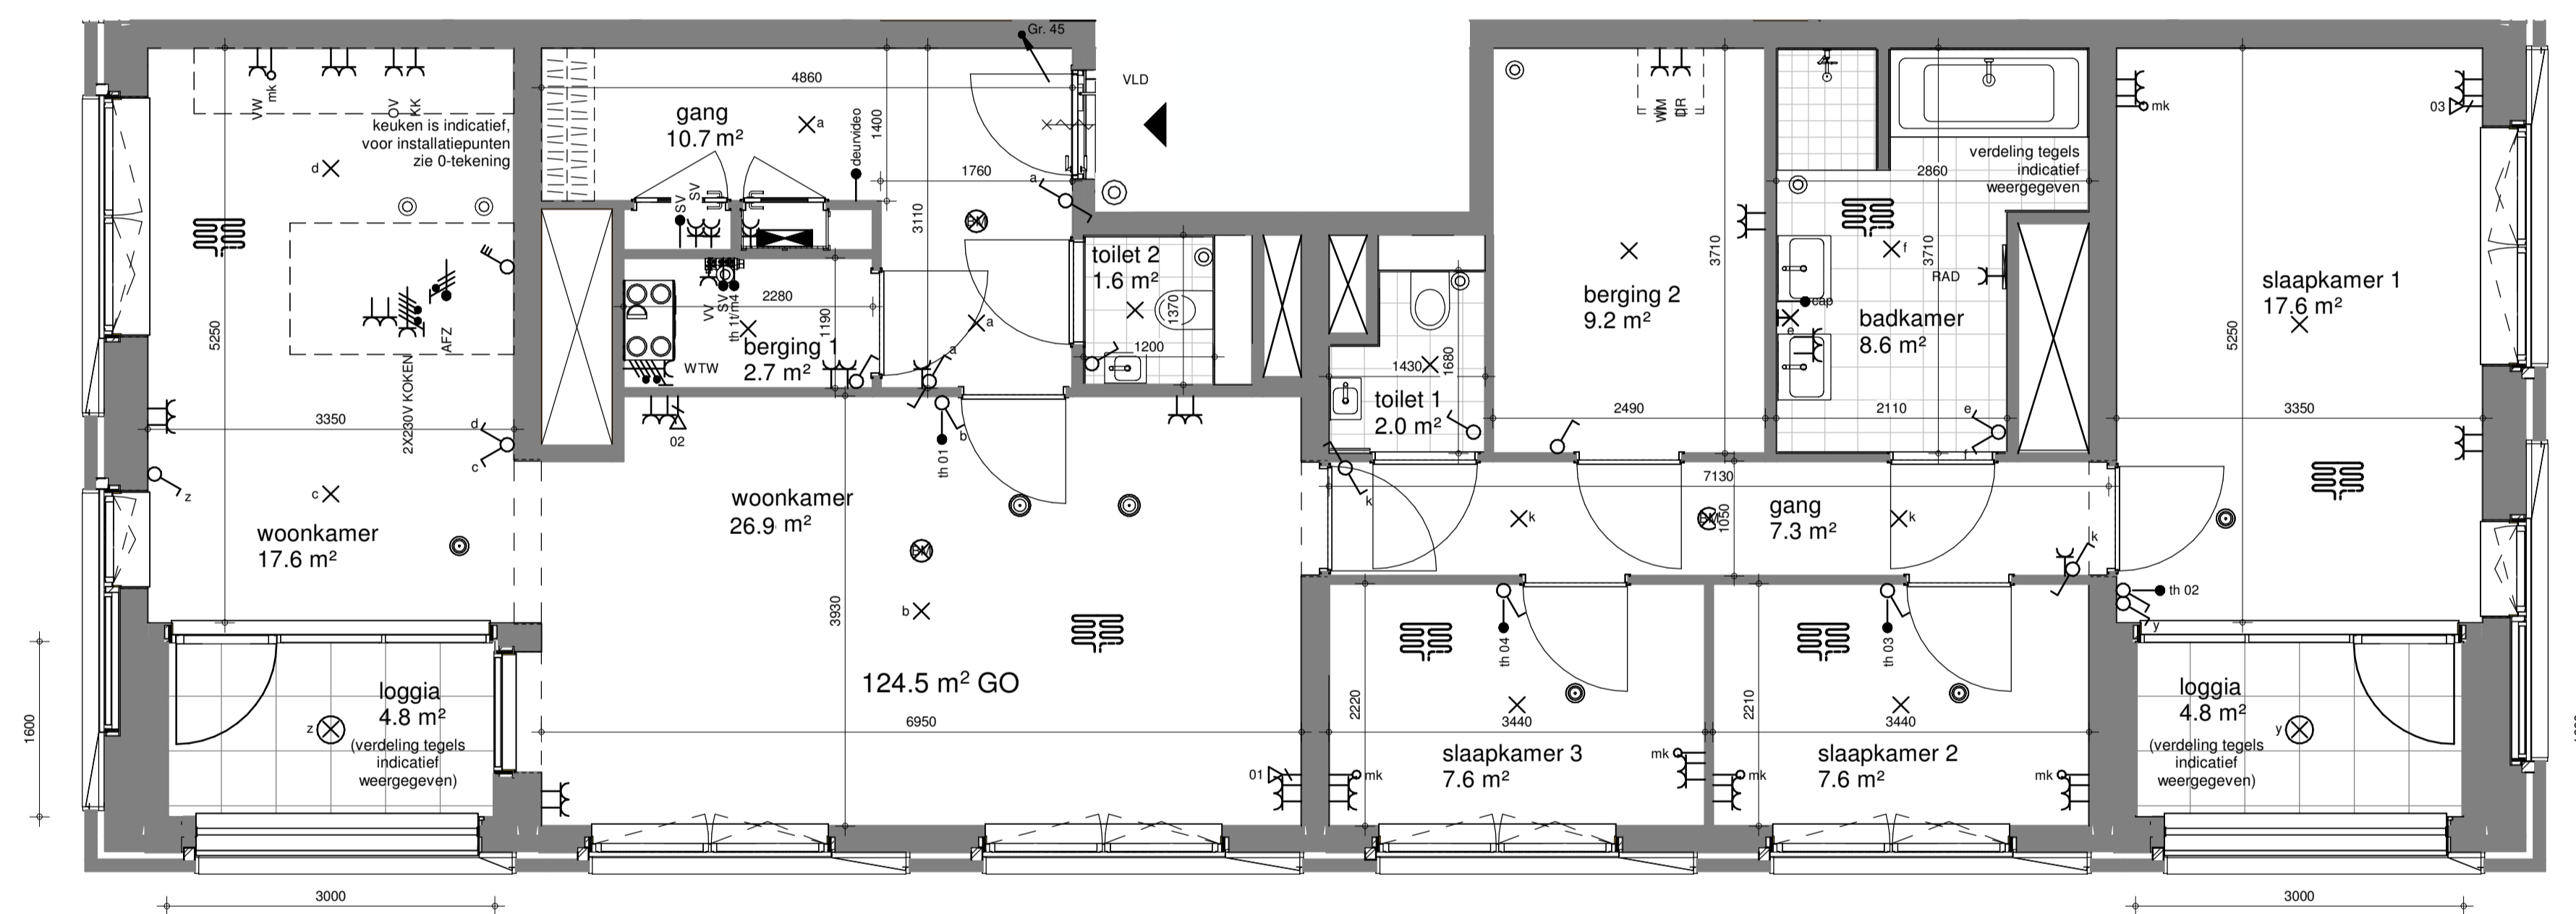 Gr. 45
VLD
4860
gang
10.7 m²
a
1400
deurvideo
1760
a
3110
VW
mk
OV
KK
keuken is indicatief,
voor installatiepunten
zie 0-tekening
d
5250
AFZ
2X230V KOKEN
3350
d
c
z
c
woonkamer
17.6 m²
SV
SV
2280
VV
SV
th 1t/m4
1190
WTW
berging 1
2.7 m²
a
a
toilet 2
1.6 m²
1370
1200
02
th 01
b
woonkamer
26.9 m²
b
3930
124.5 m² GO
6950
01
loggia
4.8 m²
z
(verdeling tegels
indicatief
weergegeven)
1600
3000
1430
1680
toilet 1
2.0 m²
k
WM
DR
3710
berging 2
9.2 m²
2490
verdeling tegels
indicatief
weergegeven
2860
f
3710
RAD
cap
e
badkamer
8.6 m²
2110
e
f
7130
k
1050
gang
7.3 m²
k
k
mk
03
slaapkamer 1
17.6 m²
5250
3350
th 02
y
th 04
2220
3440
slaapkamer 3
7.6 m²
mk
mk
th 03
2210
3440
slaapkamer 2
7.6 m²
mk
mk
loggia
4.8 m²
y
(verdeling tegels
indicatief
weergegeven)
3000